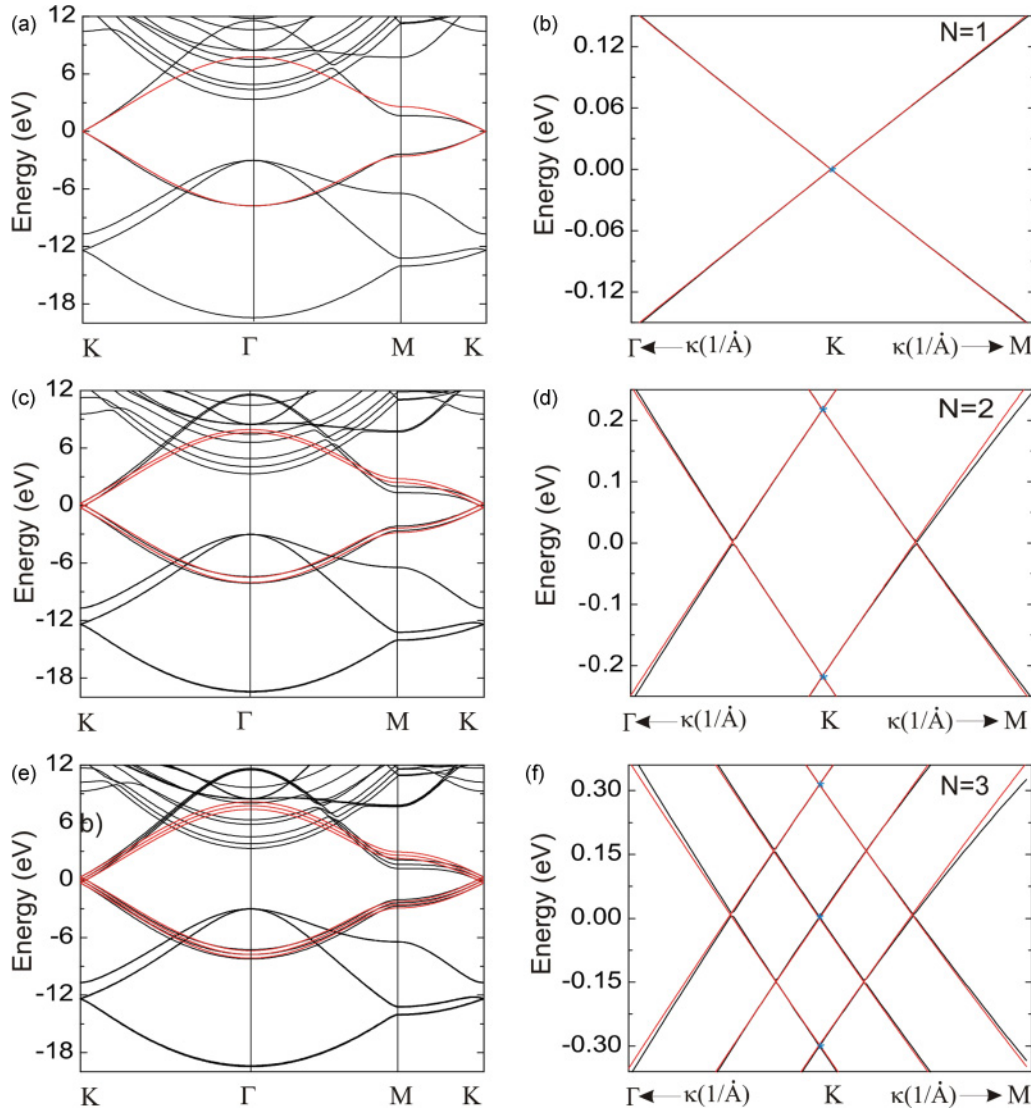 (a)
12
6
0
-6
-12
-18
Energy (eV)
K Γ M K
(b)
N=1
0.12
0.06
0.00
-0.06
-0.12
Energy (eV)
Γ κ(1/Å) K κ(1/Å) M
(c)
12
6
0
-6
-12
-18
Energy (eV)
K Γ M K
(d)
N=2
0.2
0.1
0.0
-0.1
-0.2
Energy (eV)
Γ κ(1/Å) K κ(1/Å) M
(e)
12
6
b)
0
-6
-12
-18
Energy (eV)
K Γ M K
(f)
N=3
0.30
0.15
0.00
-0.15
-0.30
Energy (eV)
Γ κ(1/Å) K κ(1/Å) M